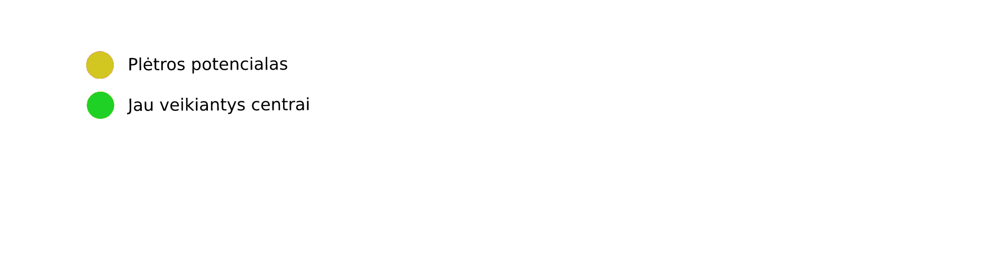 Plėtros potencialas
Jau veikiantys centrai